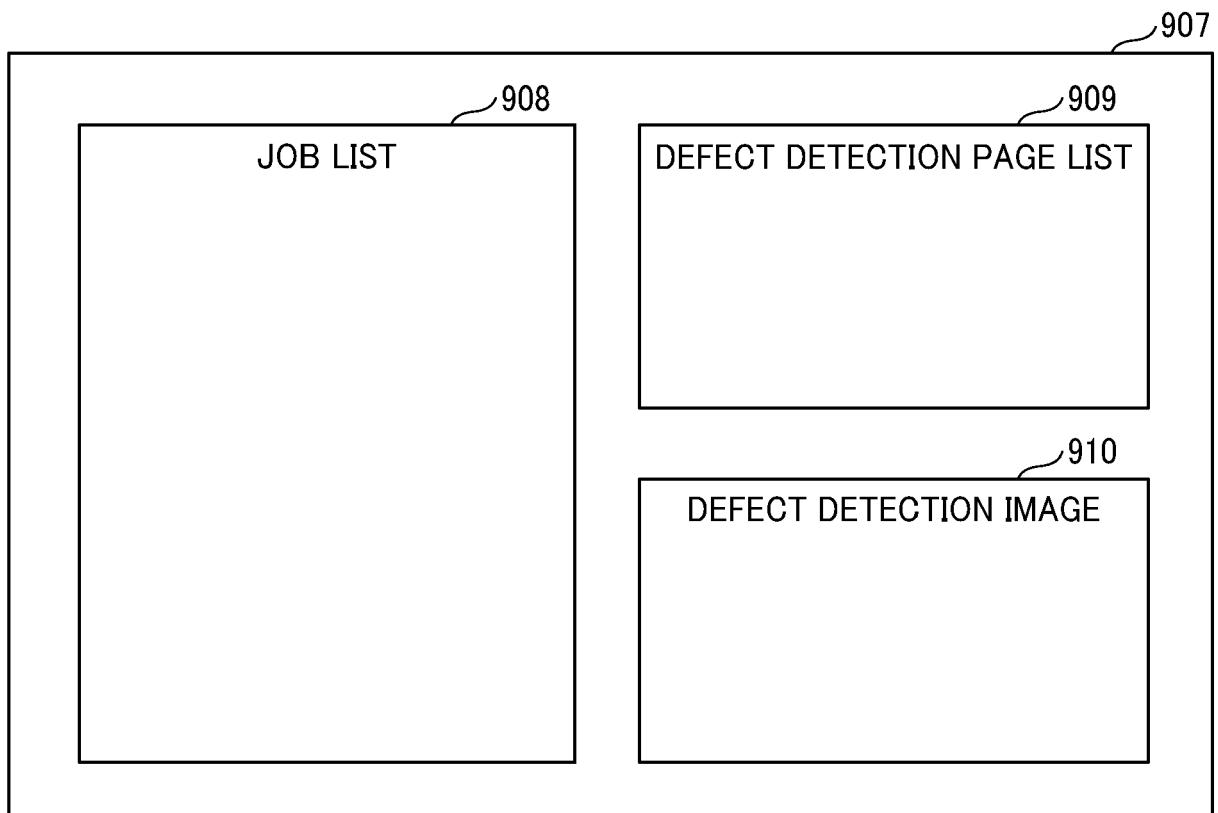 907
908
JOB LIST
909
DEFECT DETECTION PAGE LIST
910
DEFECT DETECTION IMAGE